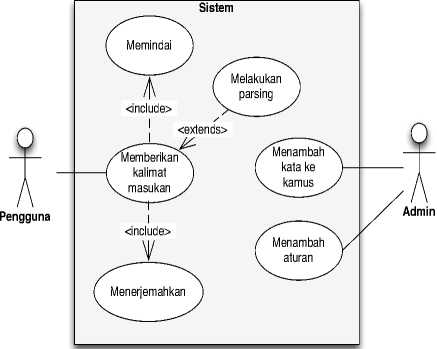 Sistem
Memindai
Melakukan
parsing
<include>
<extends>
Memberikan
kalimat
masukan
Menambah
kata ke
kamus
Pengguna
Admin
<include>
Menambah
aturan
Menerjemahkan